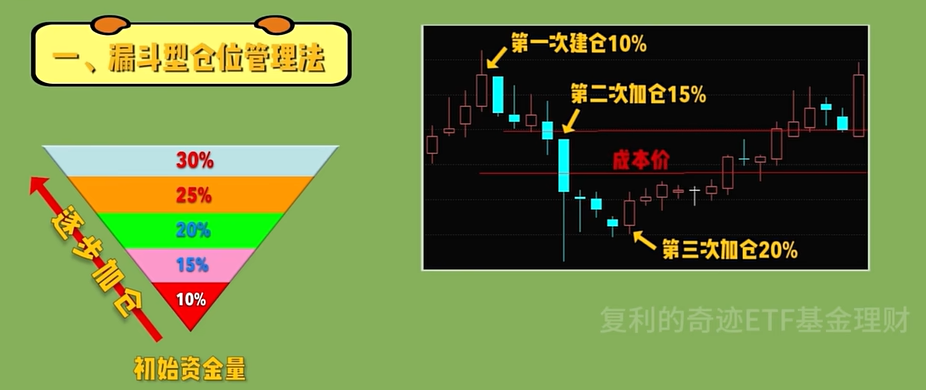 一、漏斗型仓位管理法
30%
25%
20%
15%
10%
逐步加仓
初始资金量
第一次建仓10%
第二次加仓15%
成本价
第三次加仓20%
复利的奇迹ETF基金理财